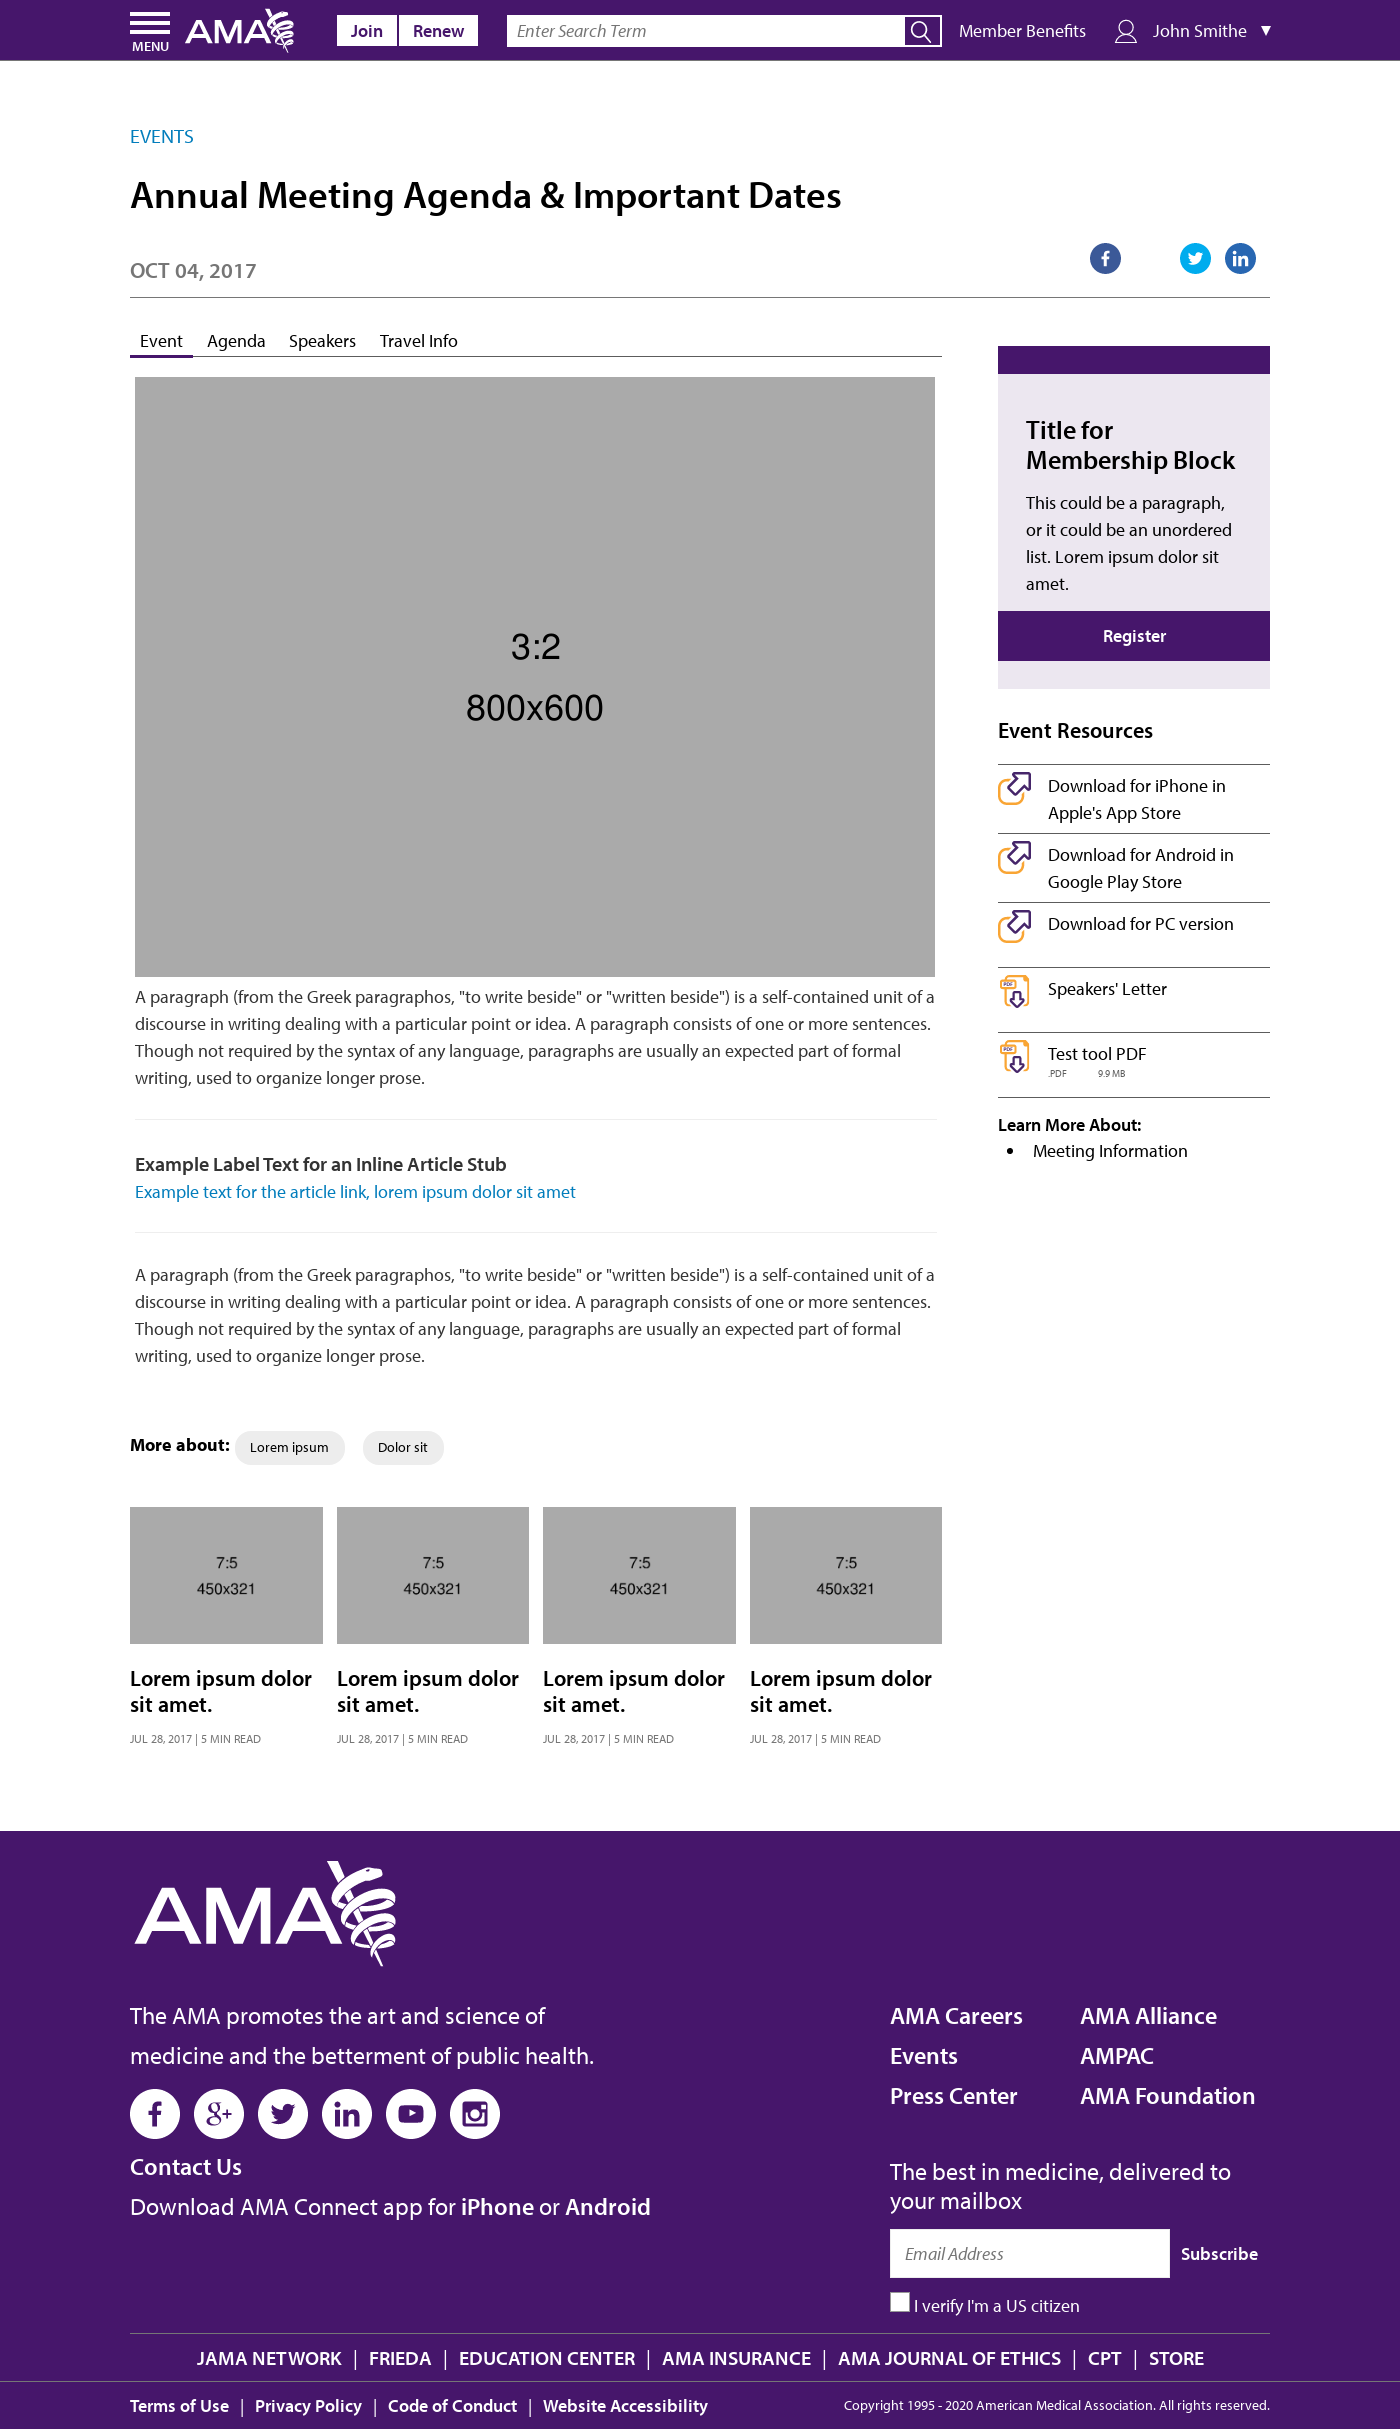 MENU
AMA
Join
Renew
Enter Search Term
Member Benefits
John Smithe ▼
EVENTS
Annual Meeting Agenda & Important Dates
OCT 04, 2017
Event
Agenda
Speakers
Travel Info
3:2
800x600
A paragraph (from the Greek paragraphos, "to write beside" or "written beside") is a self-contained unit of a
discourse in writing dealing with a particular point or idea. A paragraph consists of one or more sentences.
Though not required by the syntax of any language, paragraphs are usually an expected part of formal
writing, used to organize longer prose.
Example Label Text for an Inline Article Stub
Example text for the article link, lorem ipsum dolor sit amet
A paragraph (from the Greek paragraphos, "to write beside" or "written beside") is a self-contained unit of a
discourse in writing dealing with a particular point or idea. A paragraph consists of one or more sentences.
Though not required by the syntax of any language, paragraphs are usually an expected part of formal
writing, used to organize longer prose.
Title for
Membership Block
This could be a paragraph,
or it could be an unordered
list. Lorem ipsum dolor sit
amet.
Register
Event Resources
Download for iPhone in
Apple's App Store
Download for Android in
Google Play Store
Download for PC version
PDF
Speakers' Letter
PDF
Test tool PDF
.PDF 9.9 MB
Learn More About:
• Meeting Information
More about:
Lorem ipsum
Dolor sit
7:5
450x321
Lorem ipsum dolor
sit amet.
JUL 28, 2017 | 5 MIN READ
7:5
450x321
Lorem ipsum dolor
sit amet.
JUL 28, 2017 | 5 MIN READ
7:5
450x321
Lorem ipsum dolor
sit amet.
JUL 28, 2017 | 5 MIN READ
7:5
450x321
Lorem ipsum dolor
sit amet.
JUL 28, 2017 | 5 MIN READ
AMA
The AMA promotes the art and science of
medicine and the betterment of public health.
Contact Us
Download AMA Connect app for iPhone or Android
AMA Careers
Events
Press Center
AMA Alliance
AMPAC
AMA Foundation
The best in medicine, delivered to
your mailbox
Email Address
Subscribe
I verify I'm a US citizen
JAMA NETWORK | FRIEDA | EDUCATION CENTER | AMA INSURANCE | AMA JOURNAL OF ETHICS | CPT | STORE
Terms of Use | Privacy Policy | Code of Conduct | Website Accessibility
Copyright 1995 - 2020 American Medical Association. All rights reserved.